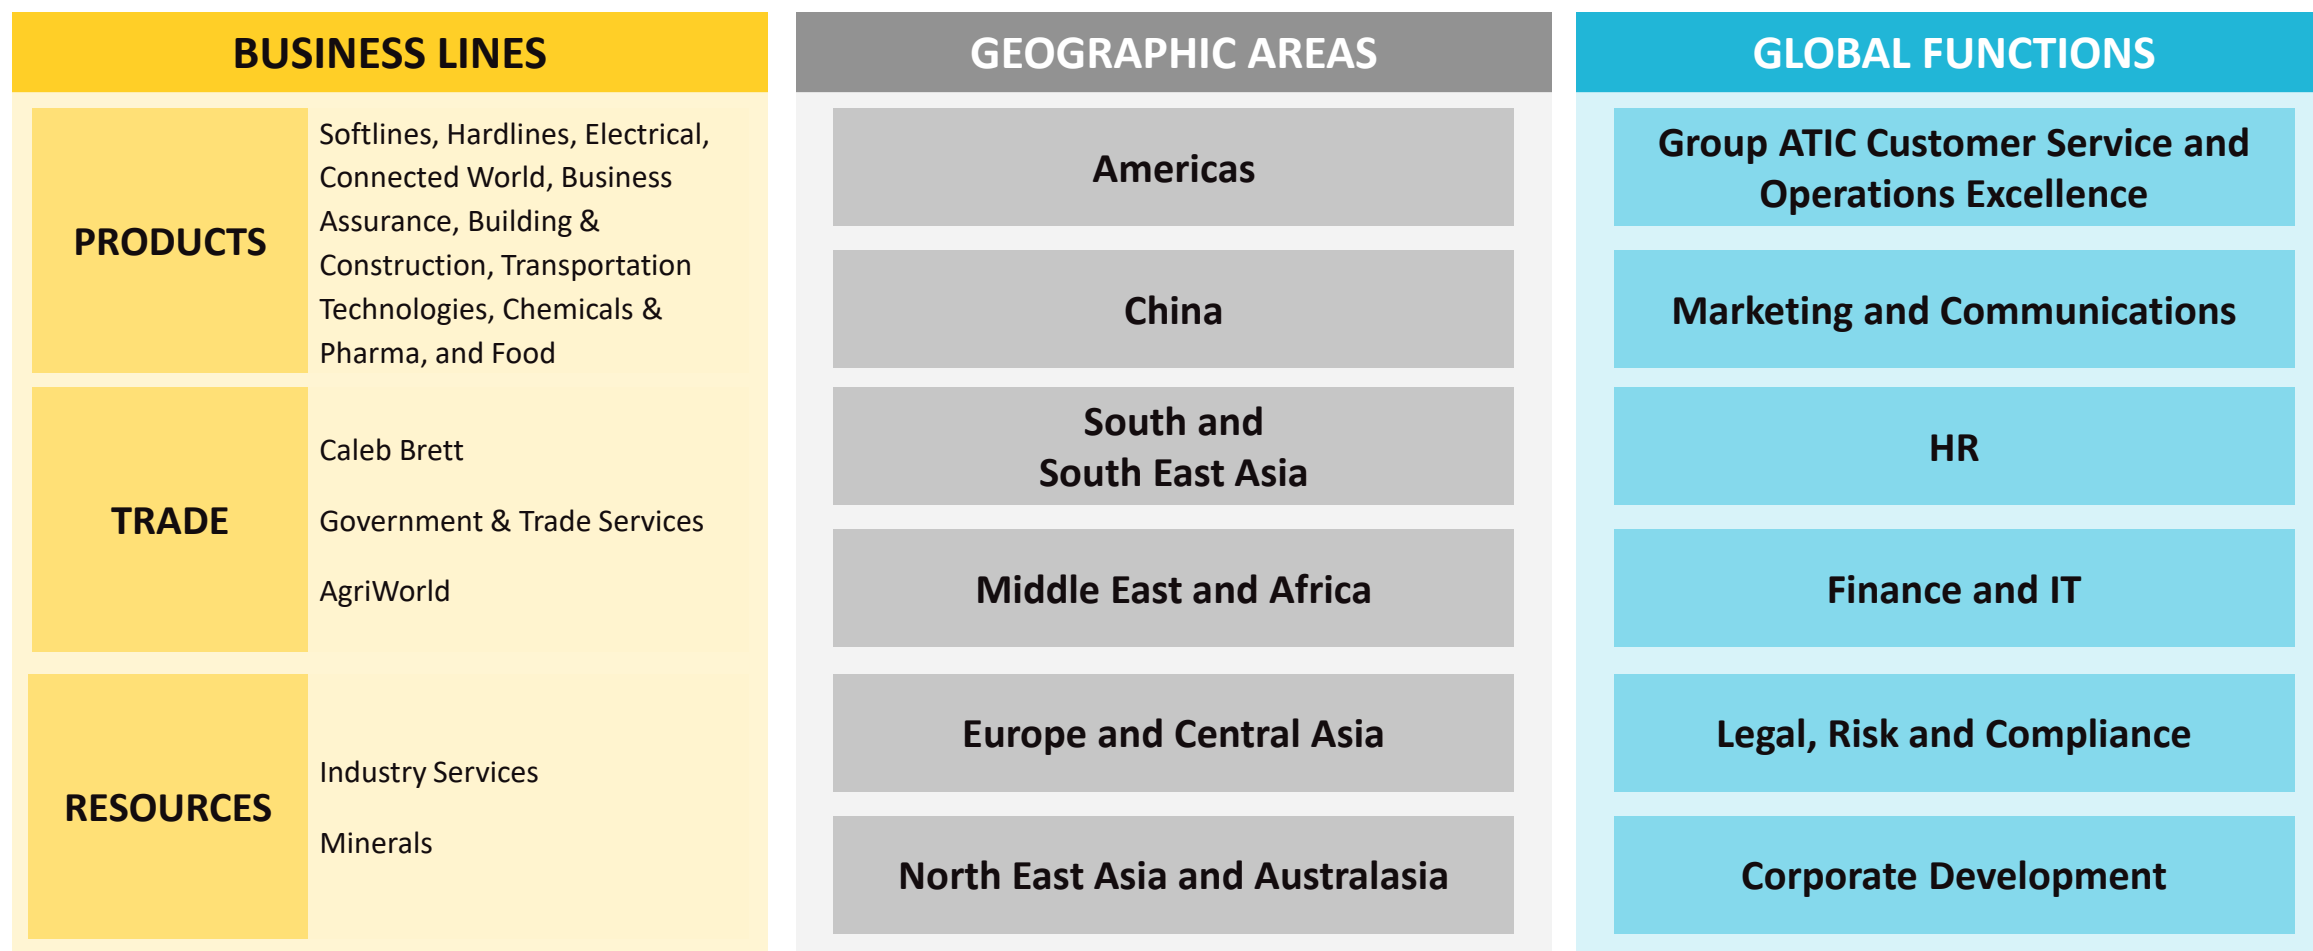 BUSINESS LINES
PRODUCTS
Softlines, Hardlines, Electrical,
Connected World, Business
Assurance, Building &
Construction, Transportation
Technologies, Chemicals &
Pharma, and Food
TRADE
Caleb Brett
Government & Trade Services
AgriWorld
RESOURCES
Industry Services
Minerals
GEOGRAPHIC AREAS
Americas
China
South and
South East Asia
Middle East and Africa
Europe and Central Asia
North East Asia and Australasia
GLOBAL FUNCTIONS
Group ATIC Customer Service and
Operations Excellence
Marketing and Communications
HR
Finance and IT
Legal, Risk and Compliance
Corporate Development